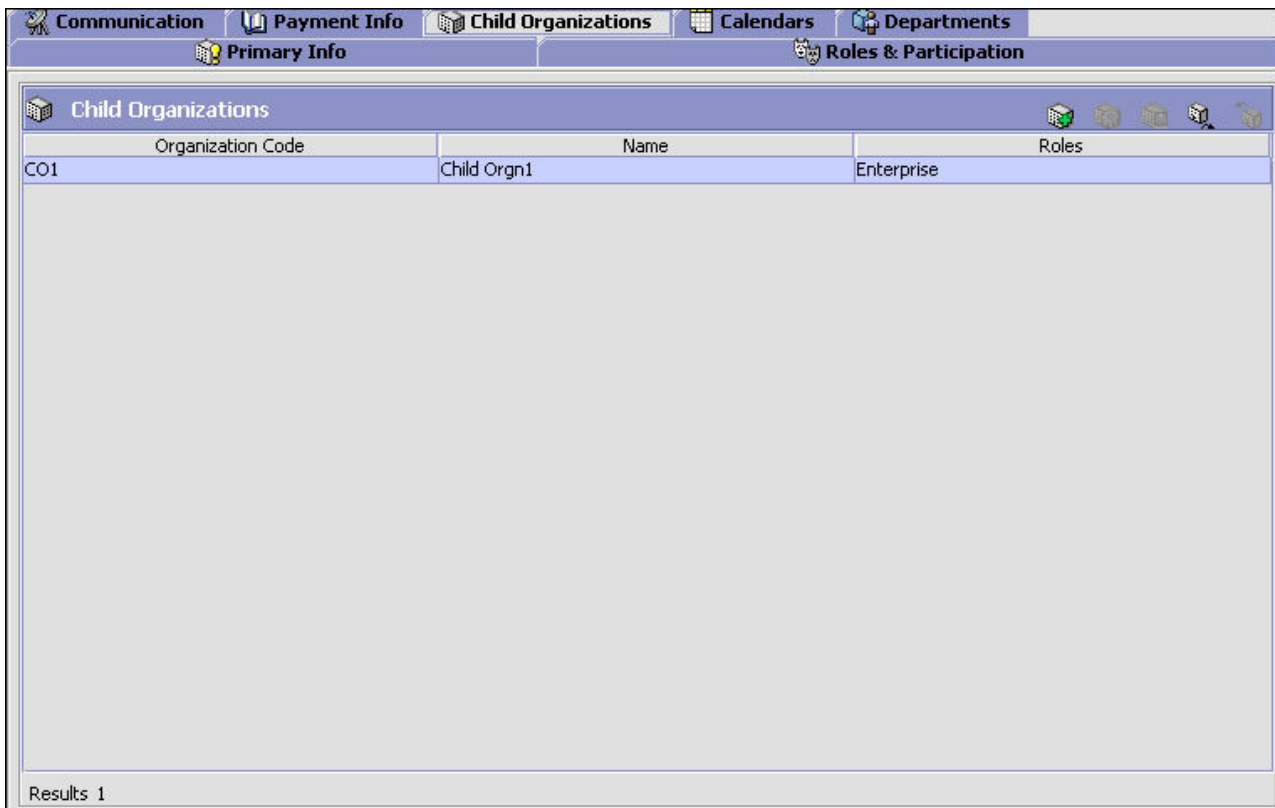 Communication Payment Info Child Organizations Calendars Departments
Primary Info Roles & Participation
Child Organizations
Organization Code Name Roles
CO1 Child Orgn1 Enterprise
Results 1